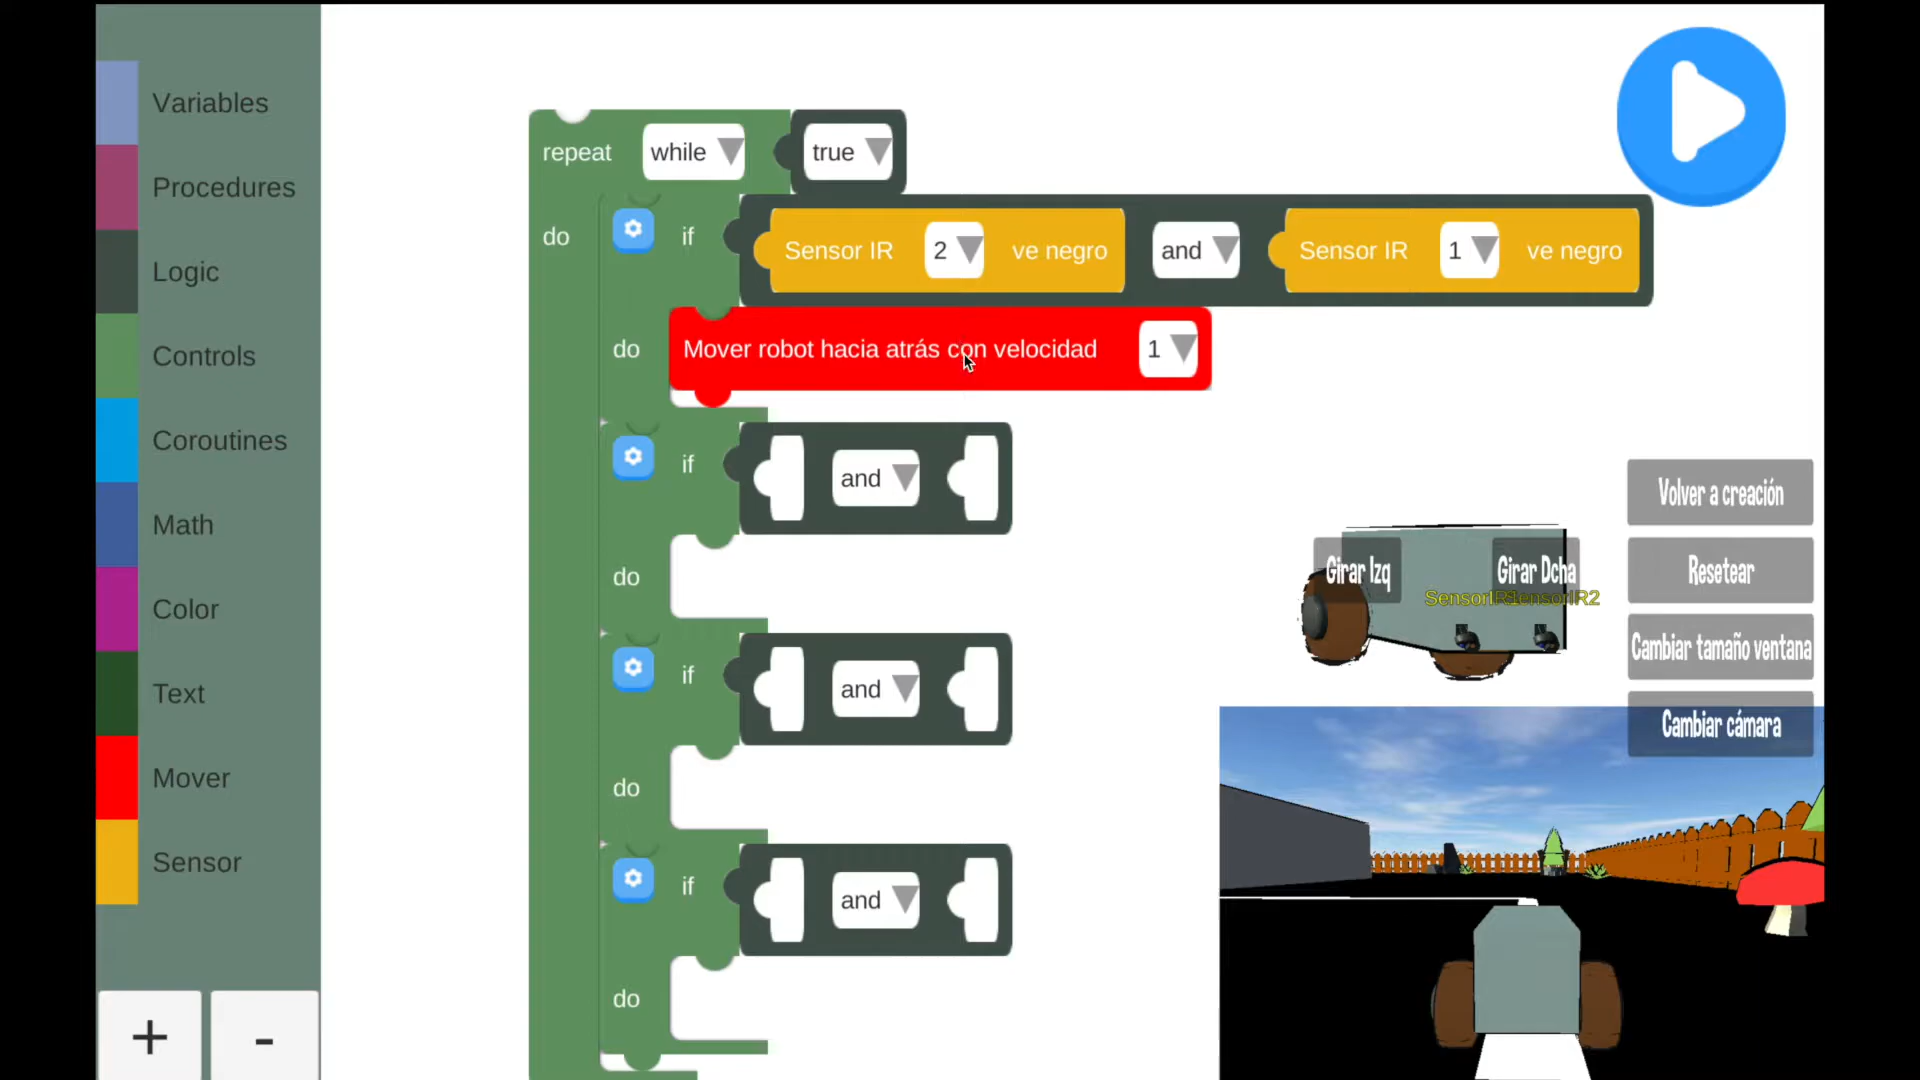 Variables
Procedures
Logic
Controls
Coroutines
Math
Color
Text
Mover
Sensor
+ -
repeat while true
do if Sensor IR 2 ve negro and Sensor IR 1 ve negro
do Mover robot hacia atrás con velocidad 1
if and
do
if and
do
if and
do
Girar Izq Girar Dcha
SensorIR1 SensorIR2
Volver a creación
Resetear
Cambiar tamaño ventana
Cambiar cámara